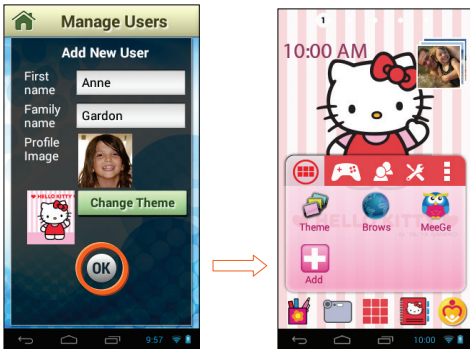 Manage Users
Add New User
First name
Anne
Family name
Gardon
Profile Image
HELLO KITTY
Change Theme
OK
9:57
1
10:00 AM
Theme
Brows
MeeGe
Add
10:00